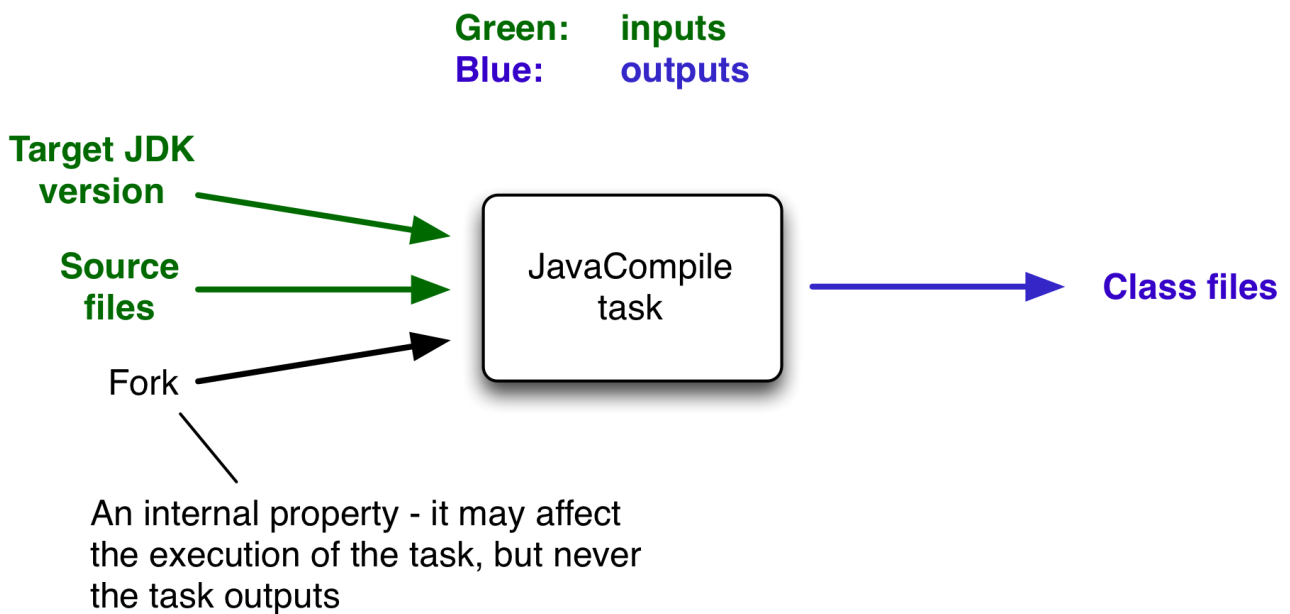 Green: inputs
Blue: outputs
Target JDK
version
Source
files
Fork
JavaCompile
task
Class files
An internal property - it may affect
the execution of the task, but never
the task outputs